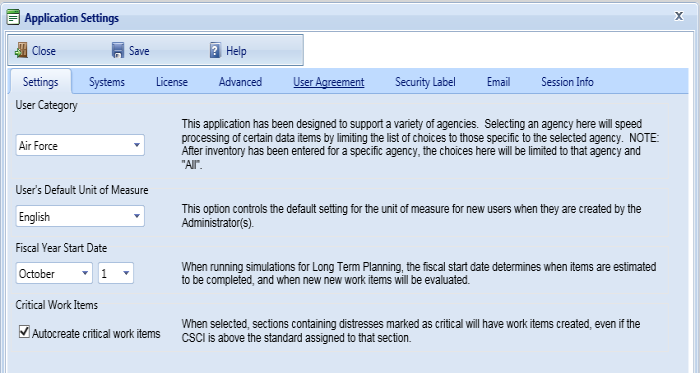 Application Settings X
Close Save Help
Settings Systems License Advanced User Agreement Security Label Email Session Info
User Category
Air Force
This application has been designed to support a variety of agencies. Selecting an agency here will speed
processing of certain data items by limiting the list of choices to those specific to the selected agency. NOTE:
After inventory has been entered for a specific agency, the choices here will be limited to that agency and
"All".
User's Default Unit of Measure
English
This option controls the default setting for the unit of measure for new users when they are created by the
Administrator(s).
Fiscal Year Start Date
October 1
When running simulations for Long Term Planning, the fiscal start date determines when items are estimated
to be completed, and when new new work items will be evaluated.
Critical Work Items
Autocreate critical work items
When selected, sections containing distresses marked as critical will have work items created, even if the
CSCI is above the standard assigned to that section.